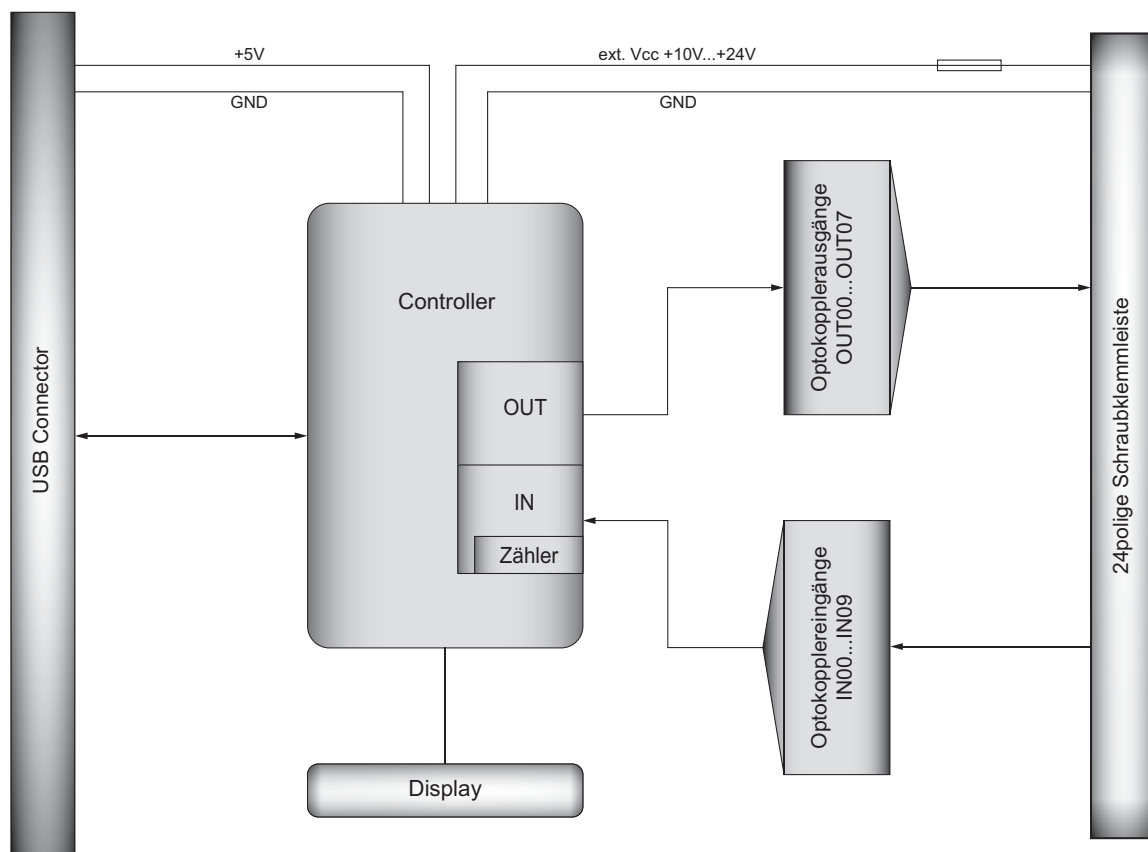 +5V
GND
ext. Vcc +10V...+24V
GND
USB Connector
Controller
OUT
IN
Zähler
Display
Optokopplerausgänge
OUT00...OUT07
Optokopplereingänge
IN00...IN09
24polige Schraubklemmleiste